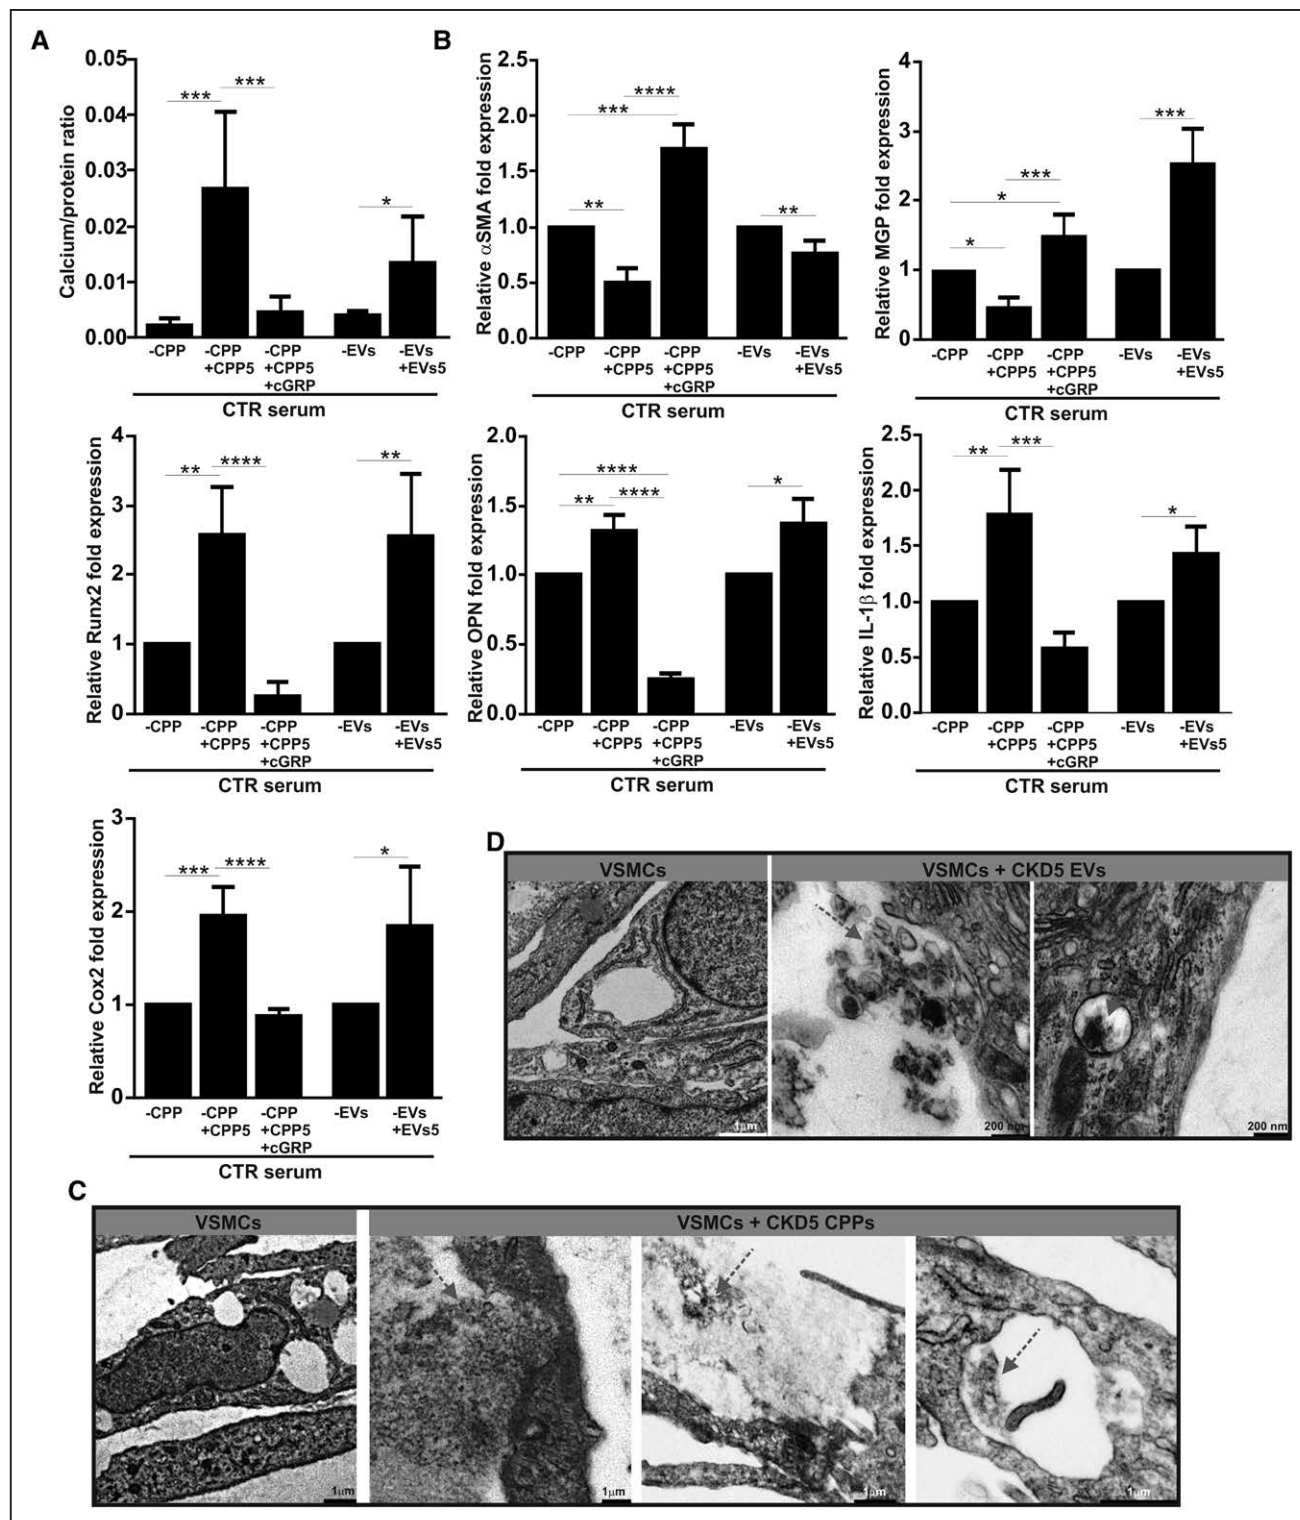 A
Calcium/protein ratio
0.05
0.04
0.03
0.02
0.01
0.00
***
***
*
-CPP
-CPP
+CPP5
-CPP
+CPP5
+cGRP
-EVs
-EVs
+EVs5
CTR serum
B
Relative αSMA fold expression
2.5
2.0
1.5
1.0
0.5
0.0
****
***
**
**
-CPP
-CPP
+CPP5
-CPP
+CPP5
+cGRP
-EVs
-EVs
+EVs5
CTR serum
Relative MGP fold expression
4
3
2
1
0
***
***
*
*
-CPP
-CPP
+CPP5
-CPP
+CPP5
+cGRP
-EVs
-EVs
+EVs5
CTR serum
Relative Runx2 fold expression
4
3
2
1
0
**
****
**
-CPP
-CPP
+CPP5
-CPP
+CPP5
+cGRP
-EVs
-EVs
+EVs5
CTR serum
Relative OPN fold expression
2.0
1.5
1.0
0.5
0.0
****
**
****
*
-CPP
-CPP
+CPP5
-CPP
+CPP5
+cGRP
-EVs
-EVs
+EVs5
CTR serum
Relative IL-1β fold expression
2.5
2.0
1.5
1.0
0.5
0.0
**
***
*
-CPP
-CPP
+CPP5
-CPP
+CPP5
+cGRP
-EVs
-EVs
+EVs5
CTR serum
Relative Cox2 fold expression
3
2
1
0
***
****
*
-CPP
-CPP
+CPP5
-CPP
+CPP5
+cGRP
-EVs
-EVs
+EVs5
CTR serum
D
VSMCs
VSMCs + CKD5 EVs
1μm
200 nm
200 nm
C
VSMCs
VSMCs + CKD5 CPPs
1μm
1μm
1μm
1μm